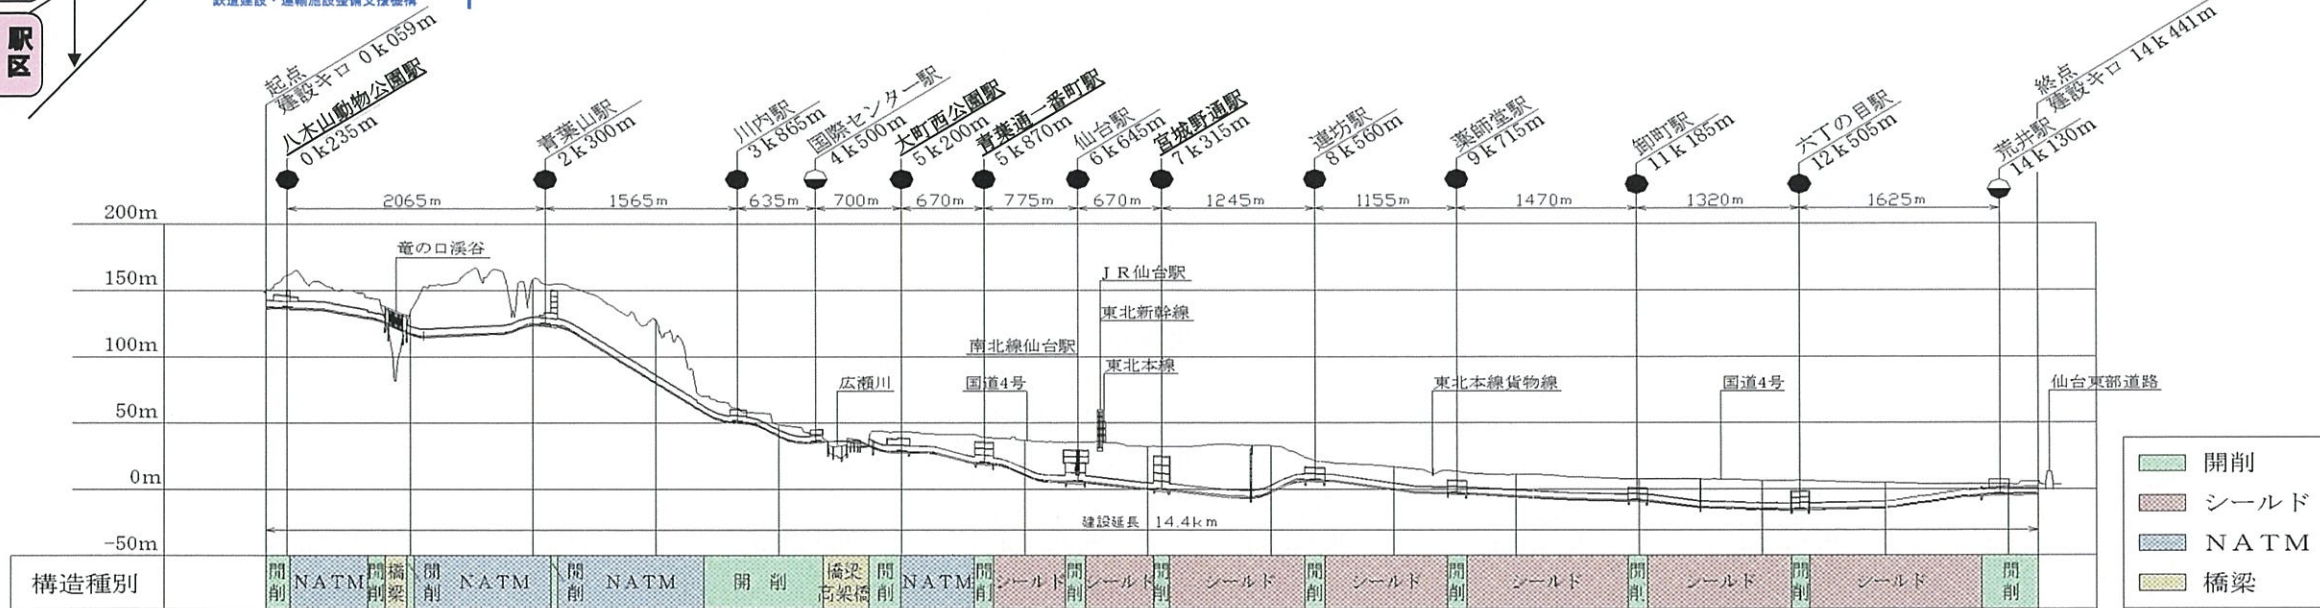 駅
区
鉄道建設・運輸施設整備支援機構
起点
建設キロ 0k059m
八木山動物公園駅
0k235m
青葉山駅
2k300m
川内駅
3k865m
国際センター駅
4k500m
大町西公園駅
5k200m
青葉通一番町駅
5k870m
仙台駅
6k645m
宮城野通駅
7k315m
連坊駅
8k560m
薬師堂駅
9k715m
卸町駅
11k185m
六丁の目駅
12k505m
荒井駅
14k130m
終点
建設キロ 14k441m
2065m 1565m 635m 700m 670m 775m 670m 1245m 1155m 1470m 1320m 1625m
200m
150m
100m
50m
0m
-50m
竜の口渓谷
広瀬川
国道4号
南北線仙台駅
JR仙台駅
東北新幹線
東北本線
東北本線貨物線
国道4号
仙台東部道路
建設延長 14.4km
構造種別
開削 NATM 開削 橋梁 開削 NATM 開削 NATM 開削 橋梁高架橋 開削 NATM 開削 シールド 開削 シールド 開削 シールド 開削 シールド 開削 シールド 開削 シールド 開削 シールド 開削
開削
シールド
NATM
橋梁